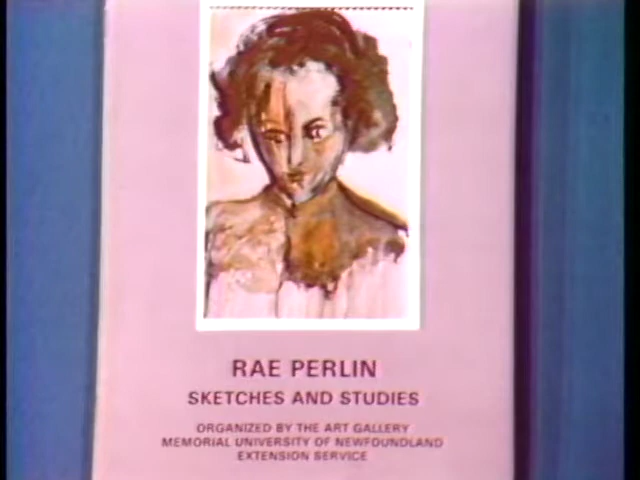 RAE PERLIN
SKETCHES AND STUDIES
ORGANIZED BY THE ART GALLERY
MEMORIAL UNIVERSITY OF NEWFOUNDLAND
EXTENSION SERVICE